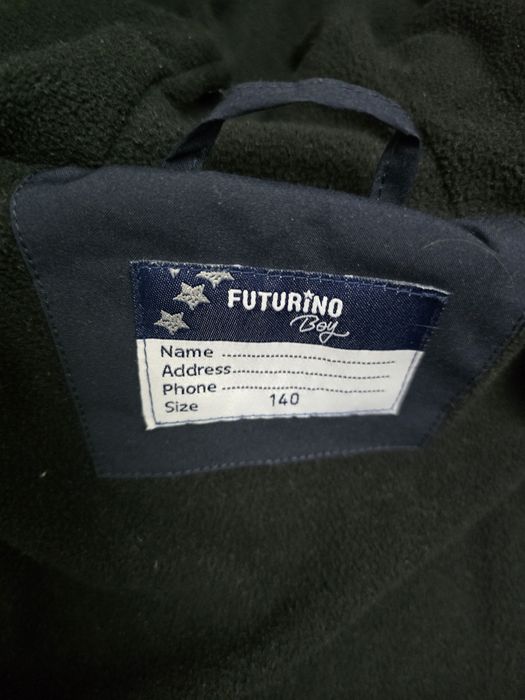 FUTURINO
Boy
Name ........................................
Address........................................
Phone ........................................
Size 140